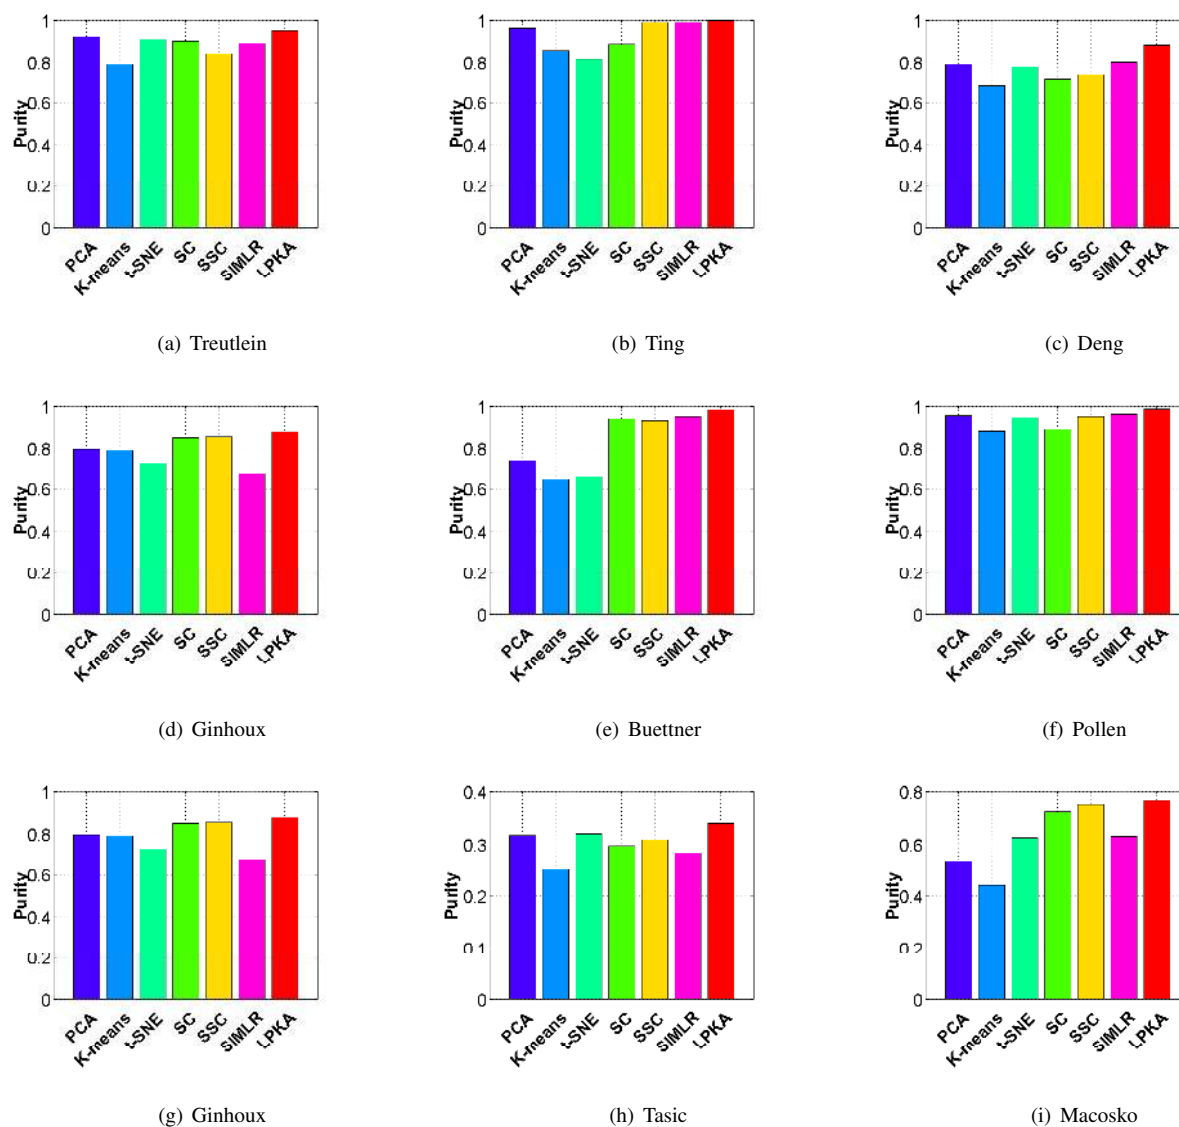 1
0.8
0.6
0.4
0.2
0
Purity
PCA
K-means
t-SNE
SC
SSC
SIMLR
LPKA
(a) Treutlein
1
0.8
0.6
0.4
0.2
0
Purity
PCA
K-means
t-SNE
SC
SSC
SIMLR
LPKA
(b) Ting
1
0.8
0.6
0.4
0.2
0
Purity
PCA
K-means
t-SNE
SC
SSC
SIMLR
LPKA
(c) Deng
1
0.8
0.6
0.4
0.2
0
Purity
PCA
K-means
t-SNE
SC
SSC
SIMLR
LPKA
(d) Ginhoux
1
0.8
0.6
0.4
0.2
0
Purity
PCA
K-means
t-SNE
SC
SSC
SIMLR
LPKA
(e) Buettner
1
0.8
0.6
0.4
0.2
0
Purity
PCA
K-means
t-SNE
SC
SSC
SIMLR
LPKA
(f) Pollen
1
0.8
0.6
0.4
0.2
0
Purity
PCA
K-means
t-SNE
SC
SSC
SIMLR
LPKA
(g) Ginhoux
0.4
0.3
0.2
0.1
0
Purity
PCA
K-means
t-SNE
SC
SSC
SIMLR
LPKA
(h) Tasic
0.8
0.6
0.4
0.2
0
Purity
PCA
K-means
t-SNE
SC
SSC
SIMLR
LPKA
(i) Macosko